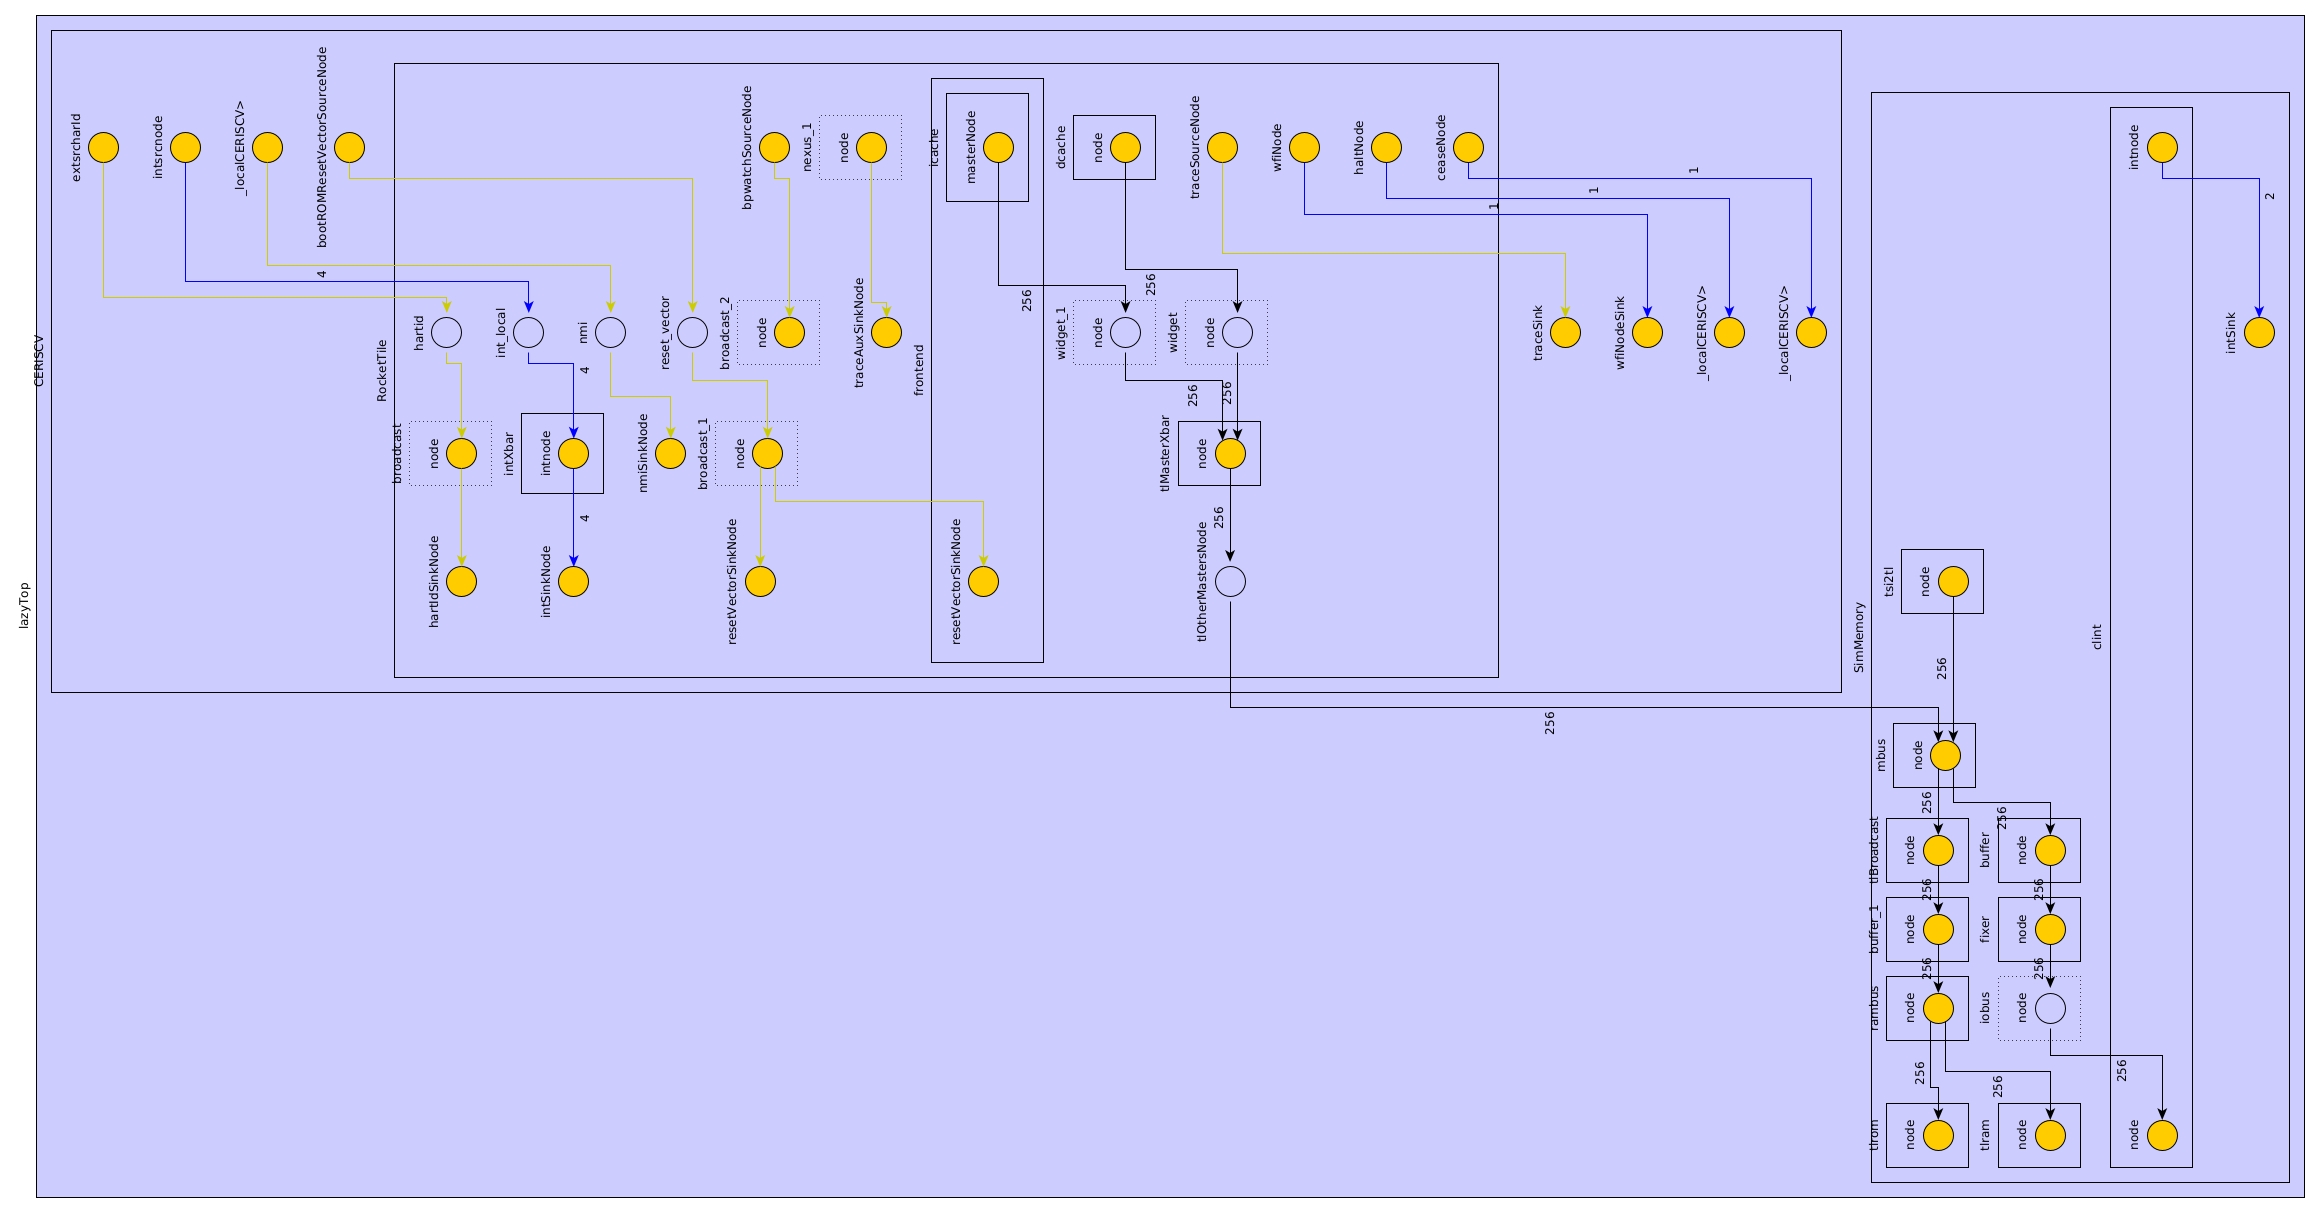 lazyTop
CERISCV
extsrcharId
intsrcnode
_localCERISCV>
bootROMResetVectorSourceNode
4
RocketTile
bpwatchSourceNode
nexus_1
node
icache
masterNode
dcache
node
traceSourceNode
wfiNode
haltNode
ceaseNode
1
1
1
hartid
int_local
nmi
reset_vector
broadcast_2
node
traceAuxSinkNode
frontend
256
256
widget_1
node
widget
node
traceSink
wfiNodeSink
_localCERISCV>
_localCERISCV>
4
256
256
broadcast
node
intXbar
intnode
nmiSinkNode
broadcast_1
node
tlMasterXbar
node
4
256
hartIdSinkNode
intSinkNode
resetVectorSinkNode
resetVectorSinkNode
tlOtherMastersNode
256
SimMemory
clint
intnode
2
intSink
tsi2tl
node
256
mbus
node
256
256
tlBroadcast
node
buffer
node
256
256
buffer_1
node
fixer
node
256
256
rambus
node
iobus
node
256
256
256
tlrom
node
tlram
node
node